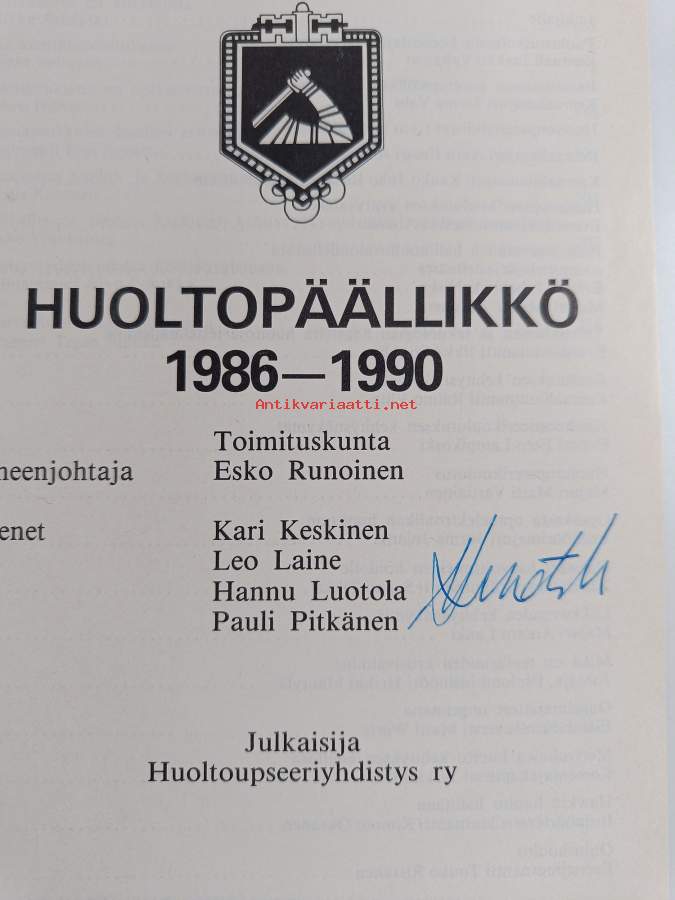 HUOLTOPÄÄLLIKKÖ
1986—1990
Antikvariaatti.net
Toimituskunta
heenjohtaja Esko Runoinen
enet Kari Keskinen
Leo Laine
Hannu Luotola
Pauli Pitkänen
Julkaisija
Huoltoupseeriyhdistys ry